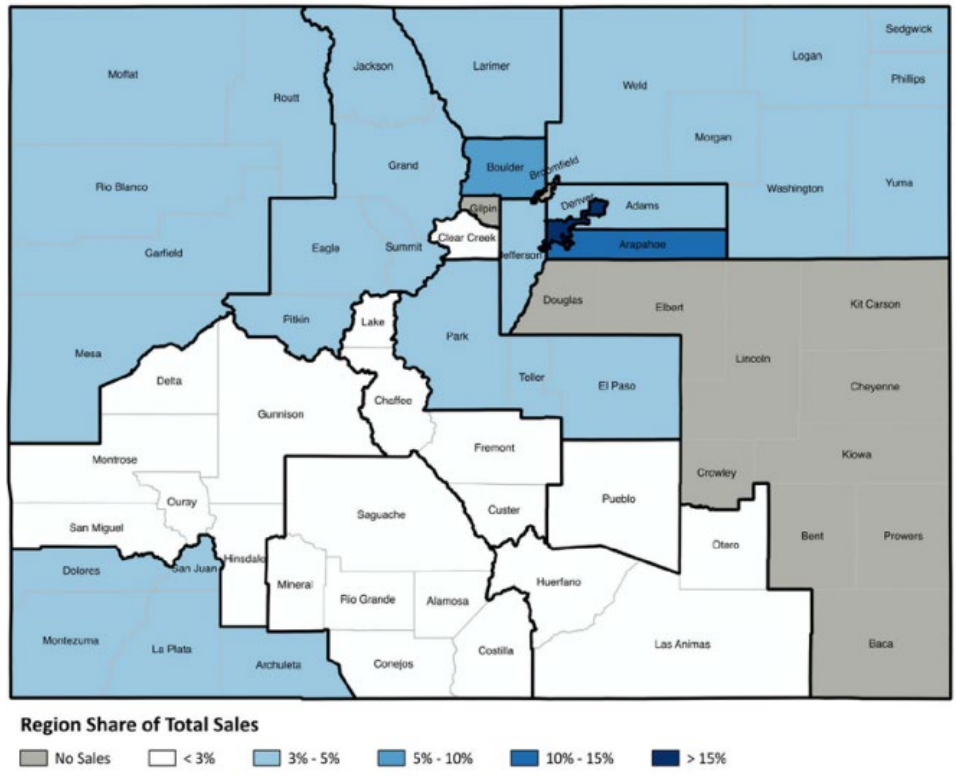 Sedgwick
Logan
Jackson
Larimer
Moffat
Phillips
Weld
Routt
Morgan
Grand
Boulder
Broomfield
Yuma
Rio Blanco
Washington
Denver
Adams
Gilpin
Clear Creek
Arapahoe
Eagle
Summit
Garfield
Jefferson
Douglas
Elbert
Kit Carson
Pitkin
Lake
Park
Mesa
Lincoln
Delta
Teller
El Paso
Cheyenne
Chaffee
Gunnison
Fremont
Kiowa
Montrose
Crowley
Ouray
Pueblo
Custer
Saguache
San Miguel
Bent
Prowers
Otero
Hinsdale
Dolores
San Juan
Mineral
Huerfano
Rio Grande
Alamosa
Montezuma
La Plata
Las Animas
Baca
Costilla
Archuleta
Conejos
Region Share of Total Sales
No Sales < 3% 3% - 5% 5% - 10% 10% - 15% > 15%